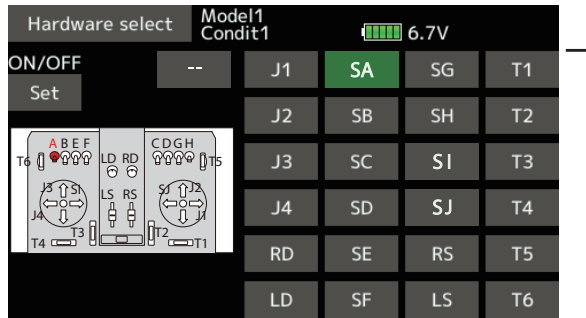 Hardware select
Model1
Condit1
6.7V
ON/OFF
--
Set
J1 SA SG T1
J2 SB SH T2
J3 SC SI T3
J4 SD SJ T4
RD SE RS T5
LD SF LS T6
A B E F C D G H
T6 LD RD T5
J3 SI LS RS SJ J2
J4 J1
T3 T2
T4 T1